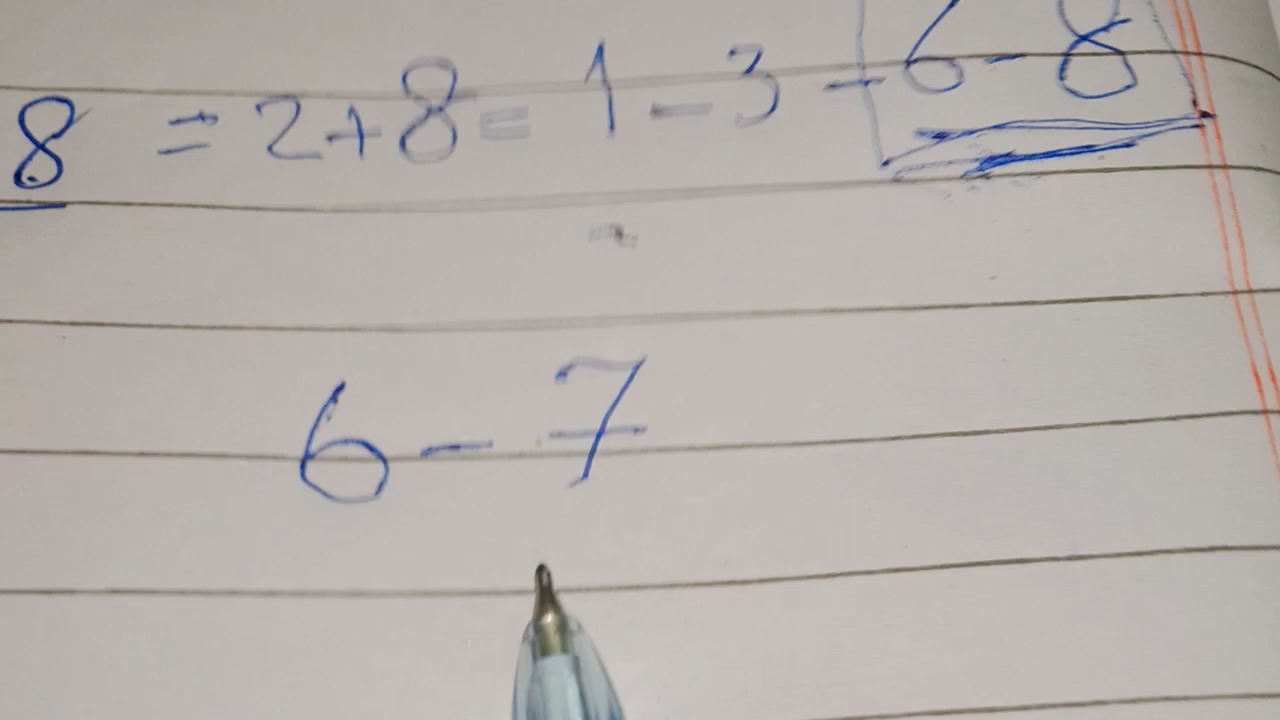 8 = 2+8 = 1 - 3 - 6 - 8
6 - 7